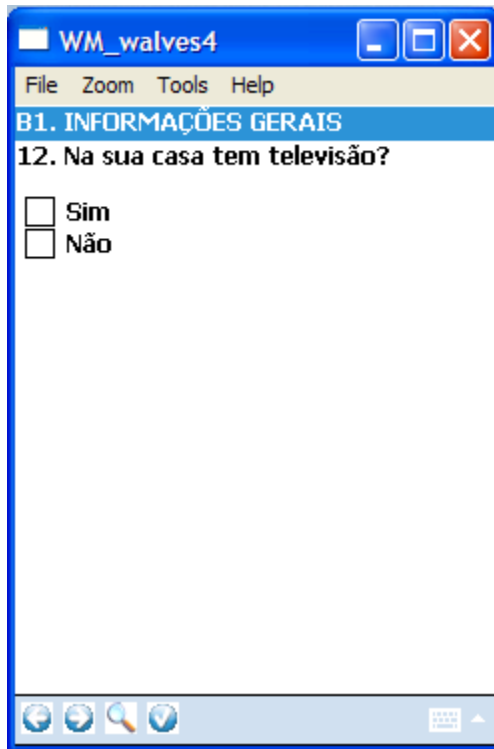 WM_walves4
File Zoom Tools Help
B1. INFORMAÇÕES GERAIS
12. Na sua casa tem televisão?
Sim
Não